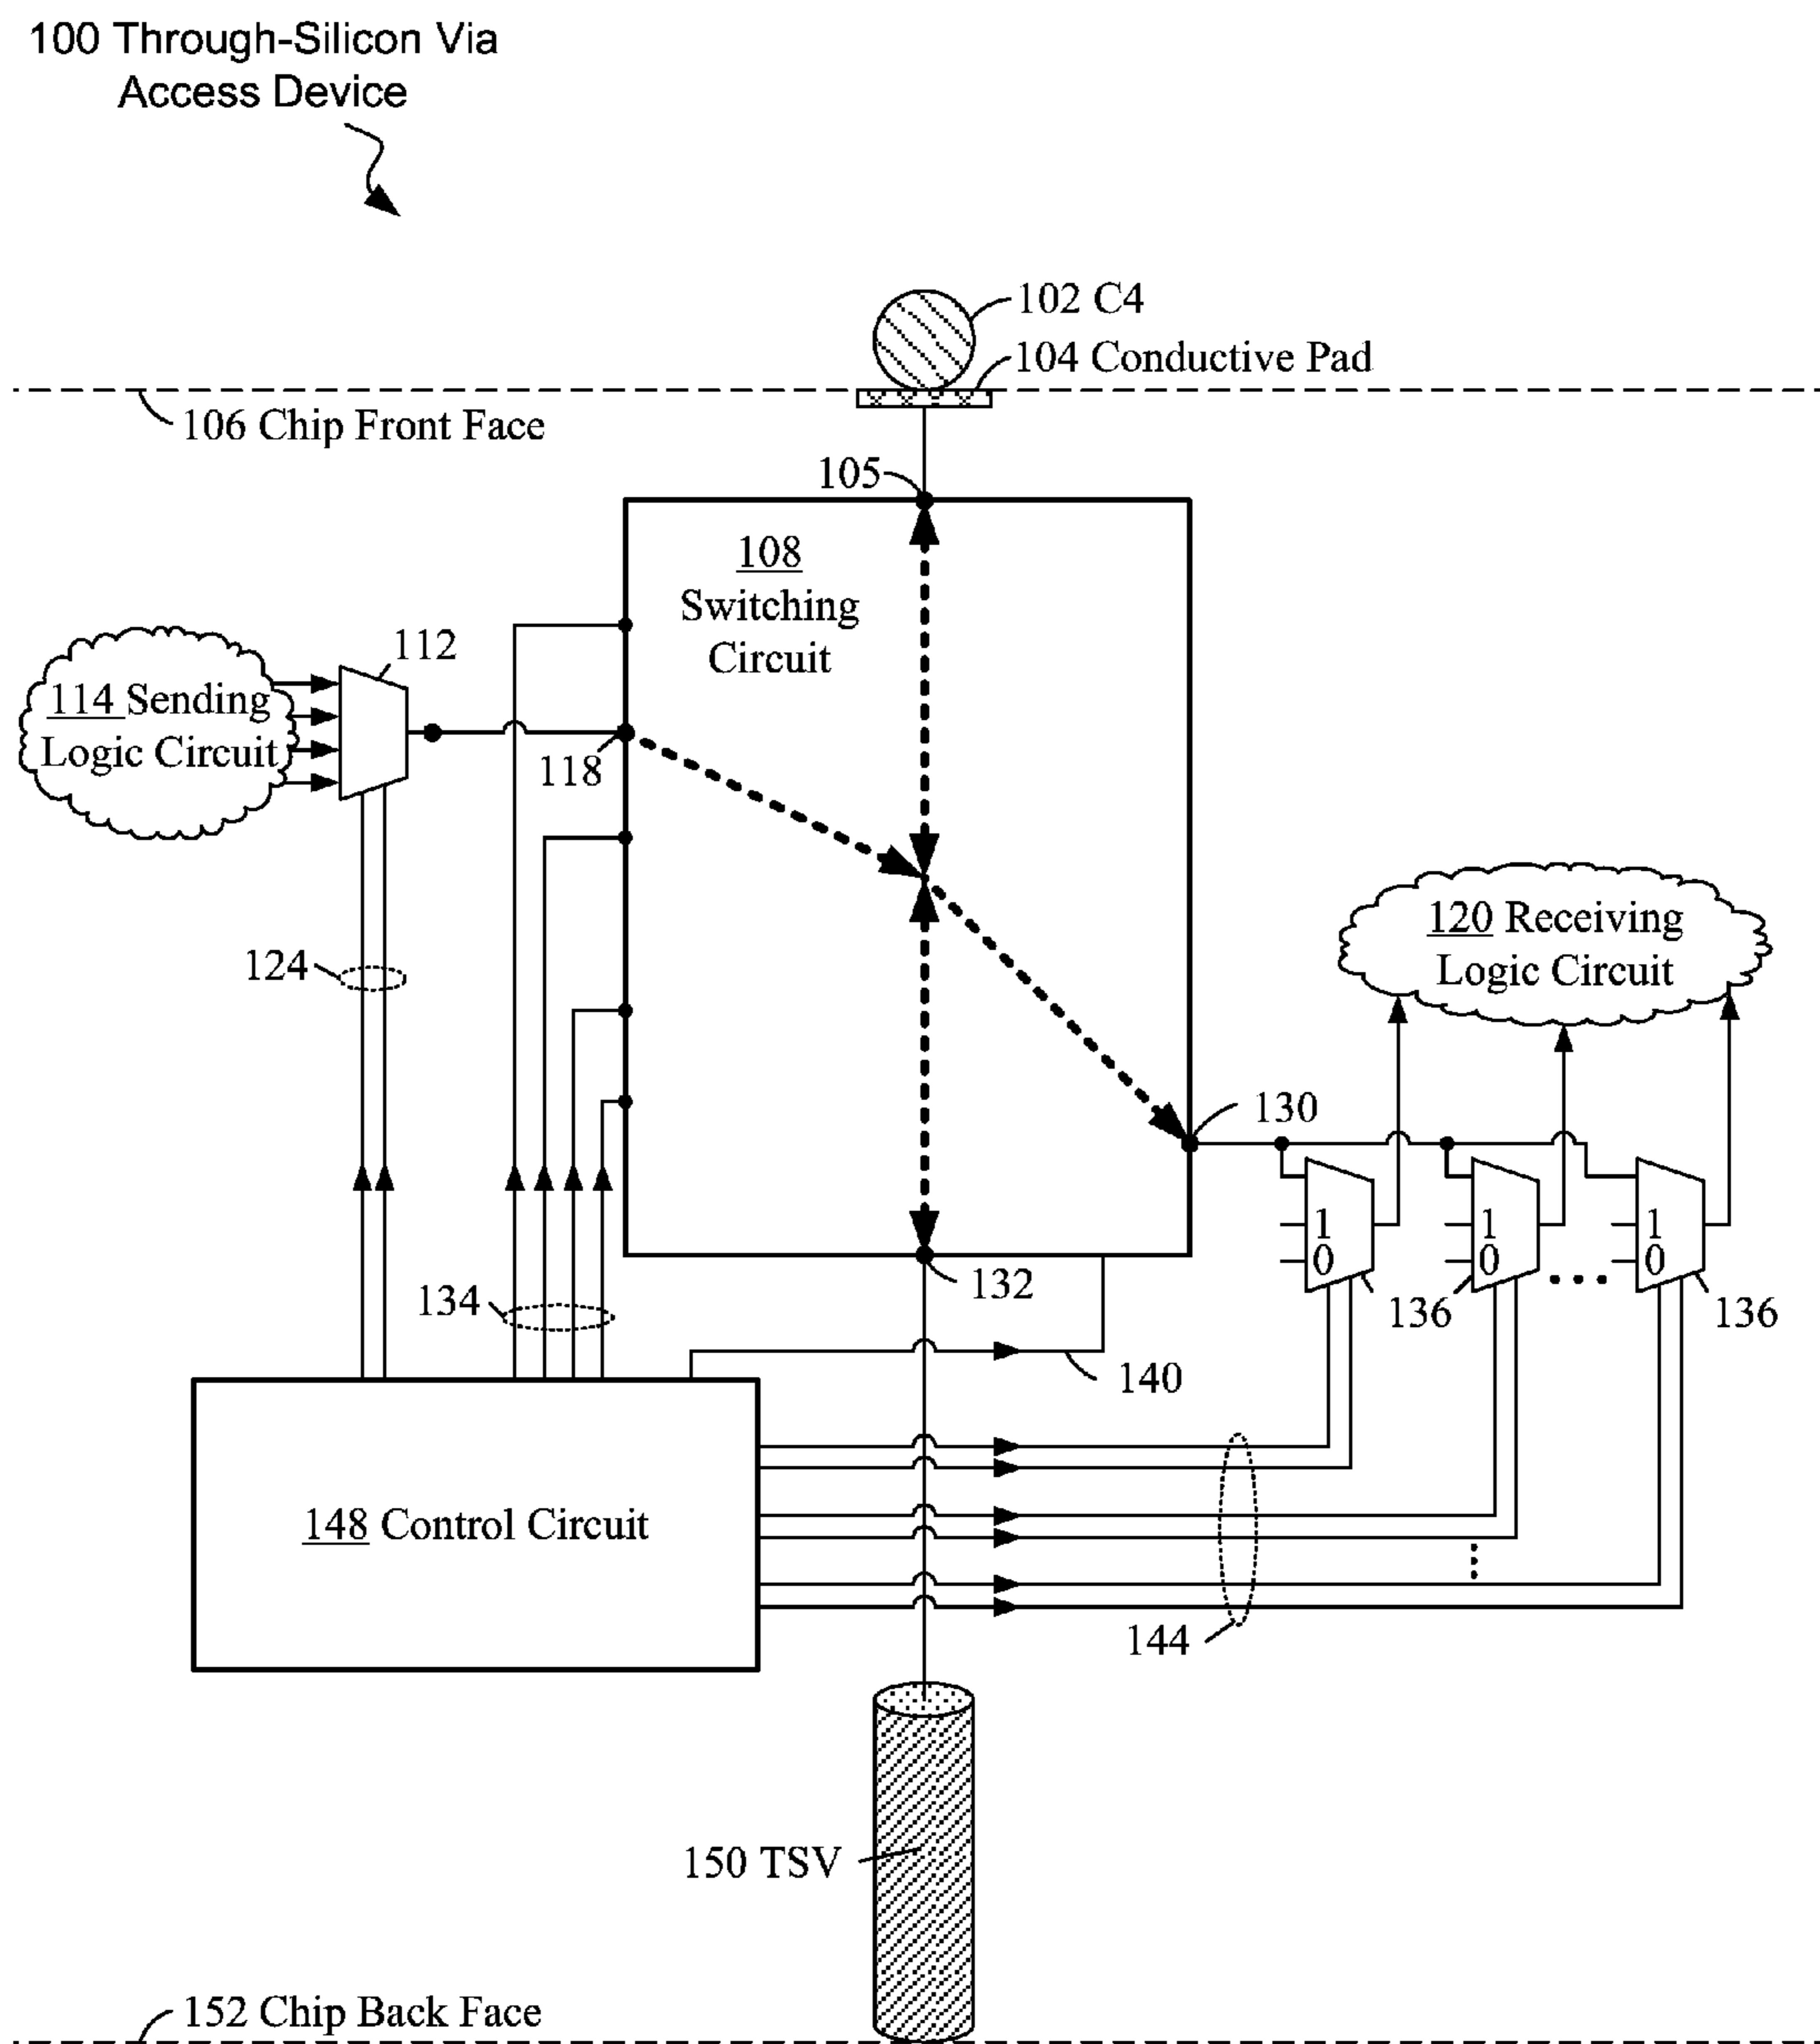 100 Through-Silicon Via
Access Device
102 C4
104 Conductive Pad
106 Chip Front Face
105
108
Switching
Circuit
112
114 Sending
Logic Circuit
118
120 Receiving
Logic Circuit
124
130
1
0
1
0
1
0
132
134
136
136
140
148 Control Circuit
144
150 TSV
152 Chip Back Face